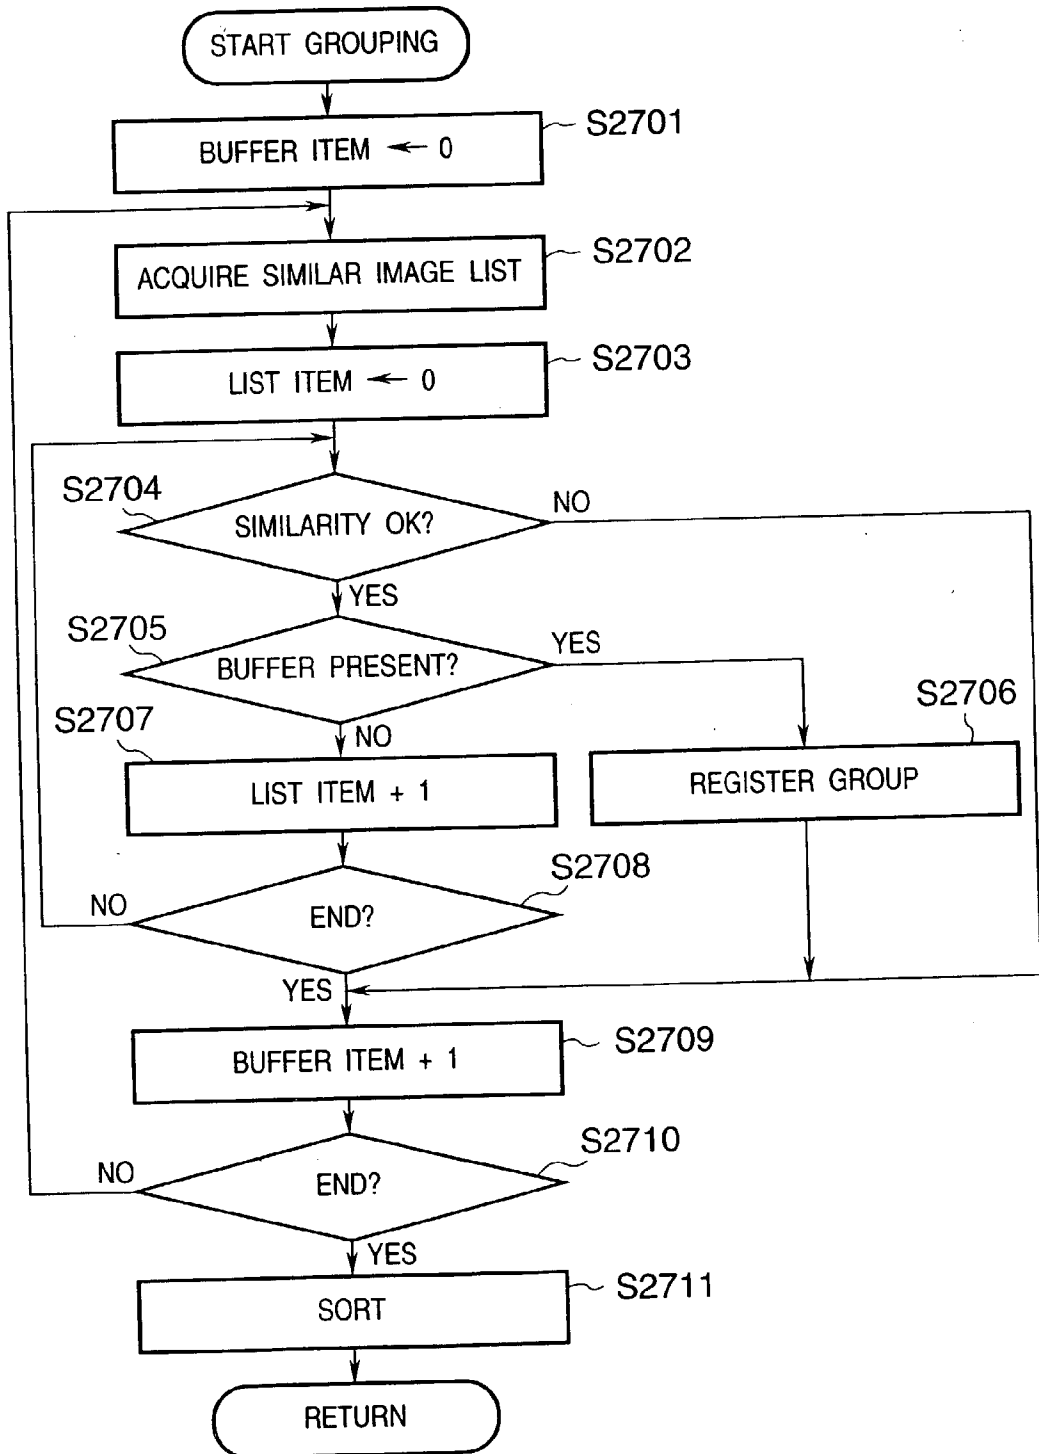 START GROUPING
S2701
BUFFER ITEM ← 0
S2702
ACQUIRE SIMILAR IMAGE LIST
S2703
LIST ITEM ← 0
S2704
SIMILARITY OK?
NO
YES
S2705
BUFFER PRESENT?
YES
S2706
REGISTER GROUP
NO
S2707
LIST ITEM + 1
S2708
END?
NO
YES
S2709
BUFFER ITEM + 1
S2710
END?
NO
YES
S2711
SORT
RETURN